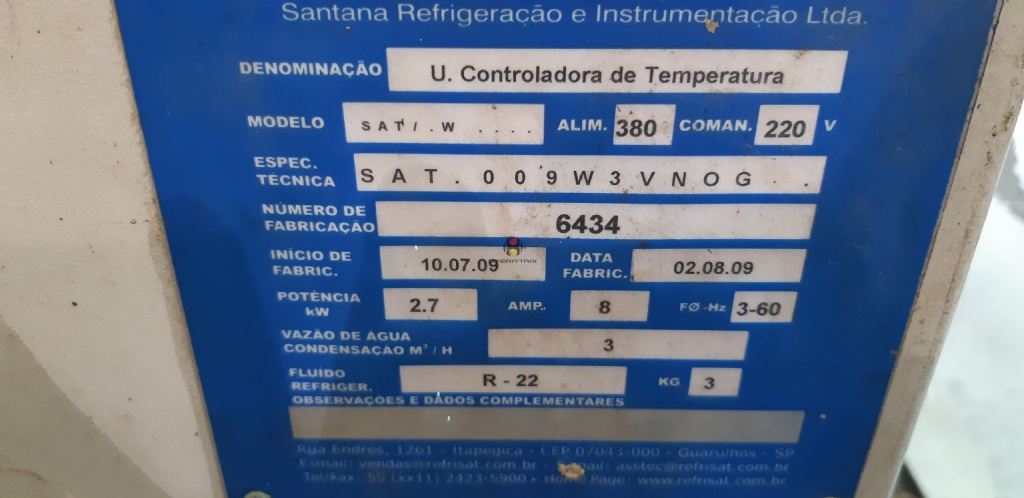 Santana Refrigeração e Instrumentação Ltda.
DENOMINAÇÃO U. Controladora de Temperatura
MODELO SAT/.W .... ALIM. 380 COMAN. 220 V
ESPEC. TÉCNICA SAT.009W3VNOG..
NÚMERO DE FABRICAÇÃO 6434
INÍCIO DE FABRIC. 10.07.09 DATA FABRIC. 02.08.09
POTÊNCIA kW 2.7 AMP. 8 FØ-Hz 3-60
VAZÃO DE ÁGUA CONDENSAÇÃO M³/H 3
FLUÍDO REFRIGER. R - 22 KG 3
OBSERVAÇÕES E DADOS COMPLEMENTARES
Rua Endres, 1261 - Itapegica - CEP 07043-000 - Guarulhos - SP
E-mail: vendas@refrisat.com.br - E-mail: asstec@refrisat.com.br
Tel/Fax: 55 (xx11) 2423-5900 • Home Page: www.refrisat.com.br